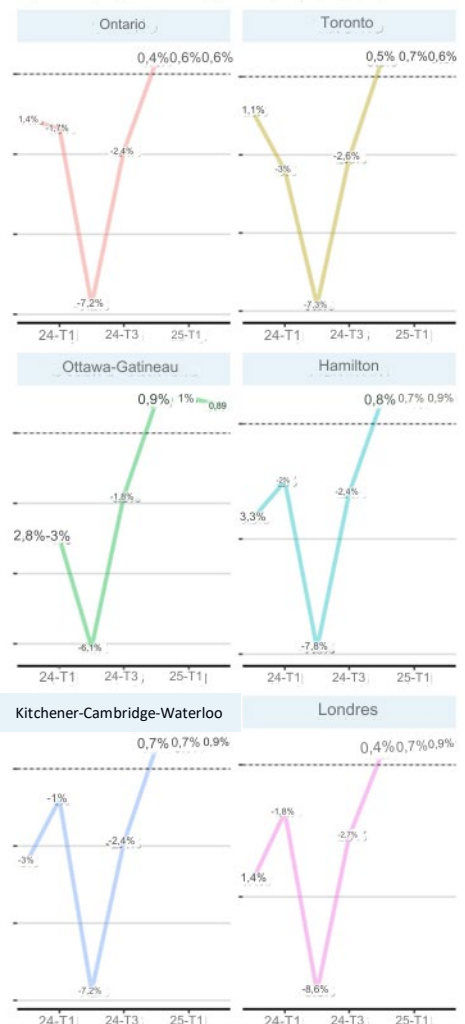 Ontario
0,4%0,6%0,6%
1,4%
-1,7%
-2,4%
-7,2%
24-T1 24-T3 25-T1
Toronto
0,5% 0,7%0,6%
1,1%
-3%
-2,6%
-7,3%
24-T1 24-T3 25-T1
Ottawa-Gatineau
0,9% 1% 0,89
-1,8%
2,8%-3%
-6,1%
24-T1 24-T3 25-T1
Hamilton
0,8% 0,7% 0,9%
-2%
-2,4%
3,3%
-7,8%
24-T1 24-T3 25-T1
Kitchener-Cambridge-Waterloo
0,7% 0,7% 0,9%
-1%
-2,4%
-3%
-7,2%
24-T1 24-T3 25-T1
Londres
0,4%0,7%0,9%
-1,8%
-2,7%
1,4%
-8,6%
24-T1 24-T3 25-T1